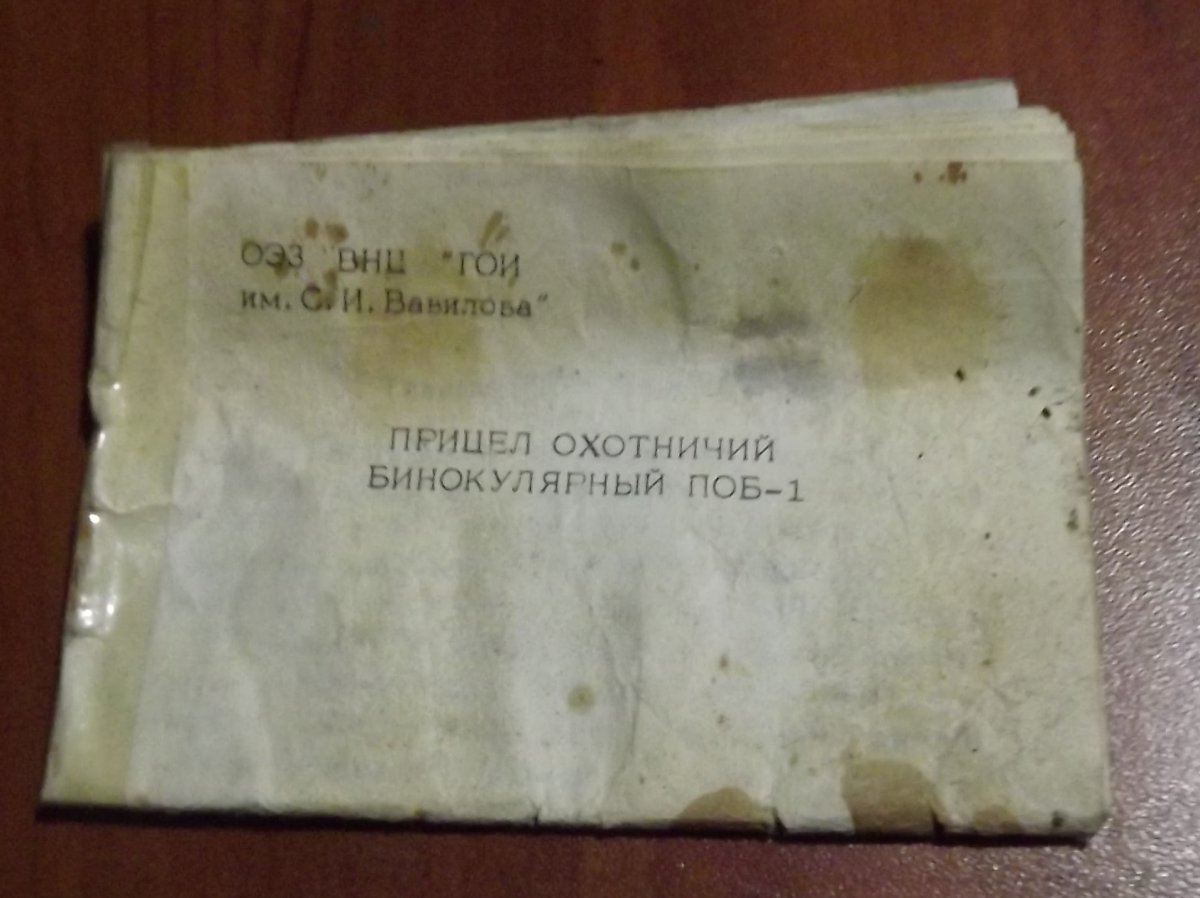 ОЭЗ ВНЦ "ГОИ
им. С. И. Вавилова"
ПРИЦЕЛ ОХОТНИЧИЙ
БИНОКУЛЯРНЫЙ ПОБ-1